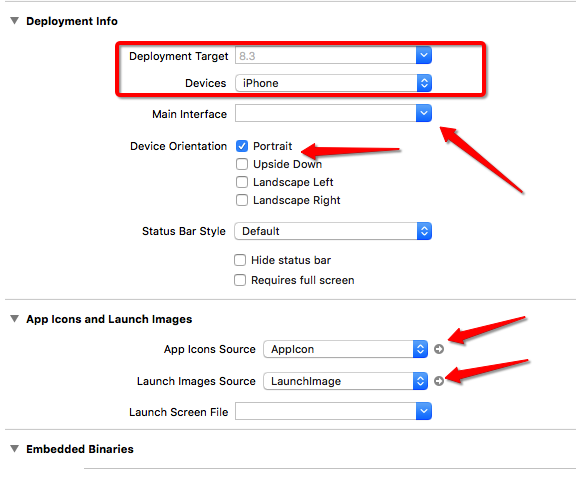 Deployment Info
Deployment Target 8.3
Devices iPhone
Main Interface
Device Orientation Portrait
Upside Down
Landscape Left
Landscape Right
Status Bar Style Default
Hide status bar
Requires full screen
App Icons and Launch Images
App Icons Source AppIcon
Launch Images Source LaunchImage
Launch Screen File
Embedded Binaries